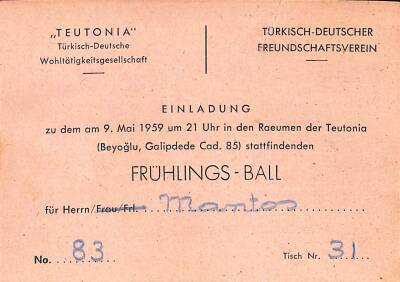 „TEUTONIA"
Türkisch-Deutsche
Wohltätigkeitsgesellschaft
TÜRKISCH-DEUTSCHER
FREUNDSCHAFTSVEREIN
EINLADUNG
zu dem am 9. Mai 1959 um 21 Uhr in den Raeumen der Teutonia
(Beyoğlu, Galipdede Cad. 85) stattfindenden
FRÜHLINGS - BALL
für Herrn/Frau/Frl. Mantos
No. 83 Tisch Nr. 31